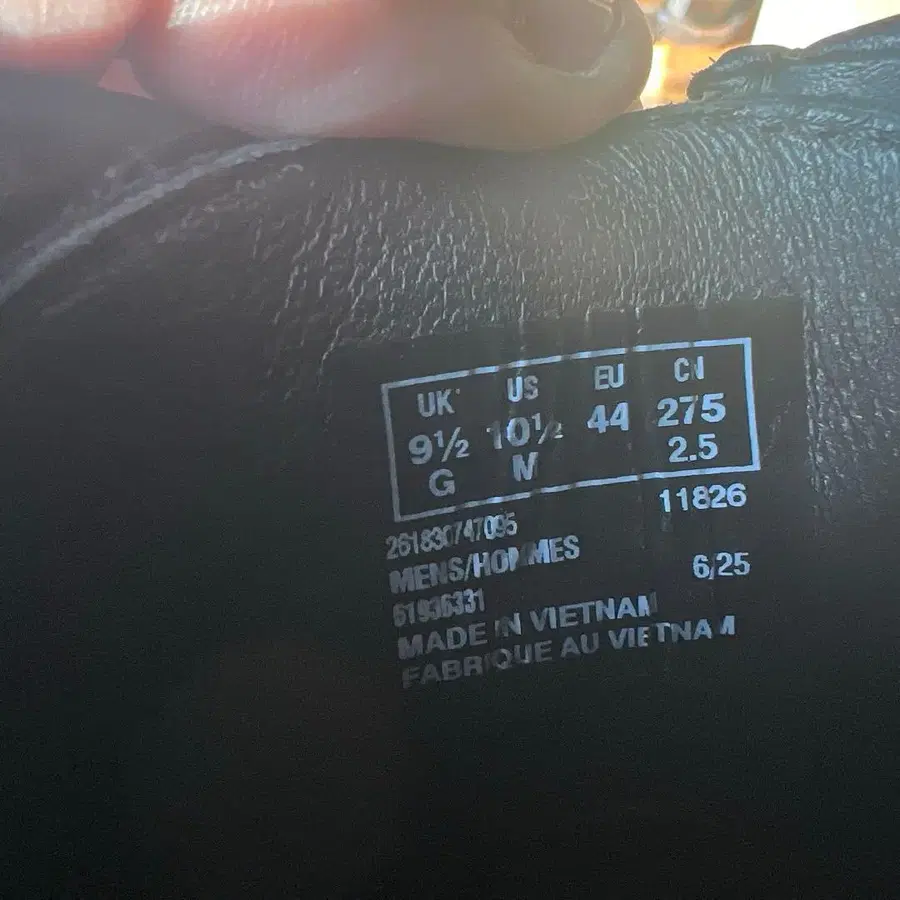 UK US EU CN
9½ 10½ 44 275
G M 2.5
11826
261830747095
MENS/HOMMES
6/25
61936331
MADE IN VIETNAM
FABRIQUE AU VIETNAM